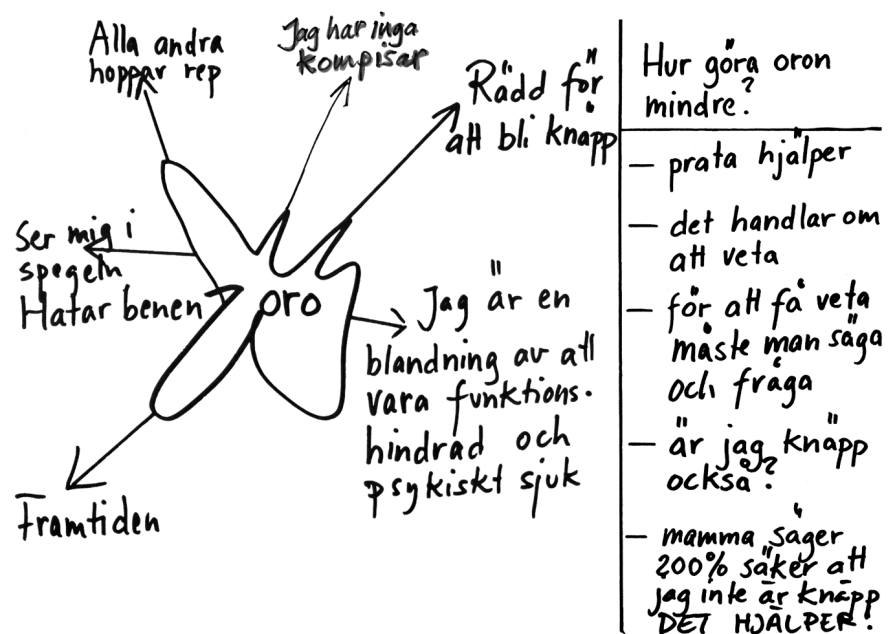 Alla andra
hoppar rep
Jag har inga
kompisar
Rädd för
att bli knäpp
Ser mig i
spegeln
Hatar benen
oro
Jag är en
blandning av att
vara funktions-
hindrad och
psykiskt sjuk
Framtiden
Hur göra oron
mindre?
– prata hjälper
– det handlar om
att veta
– för att få veta
måste man säga
och fråga
– är jag knäpp
också?
– mamma säger
200% säker att
jag inte är knäpp
DET HJÄLPER!